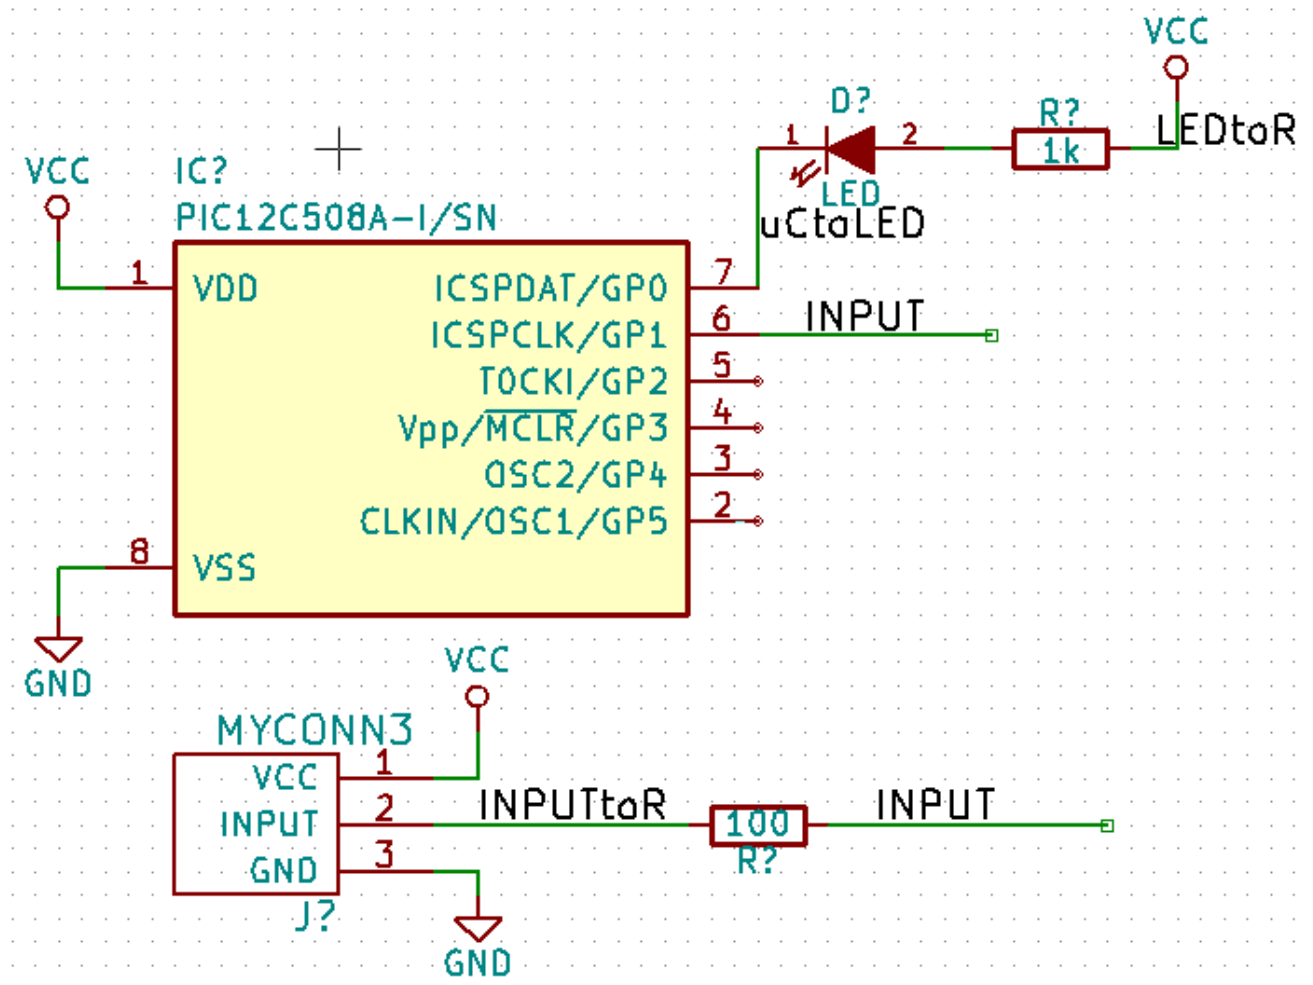 VCC
D?
R?
LEDtoR
1
2
1k
VCC
IC?
LED
PIC12C508A-I/SN
uCtoLED
1
VDD
ICSPDAT/GP0
7
ICSPCLK/GP1
6
INPUT
T0CKI/GP2
5
Vpp/MCLR/GP3
4
OSC2/GP4
3
CLKIN/OSC1/GP5
2
8
VSS
GND
VCC
MYCONN3
VCC
1
INPUT
2
INPUTtoR
100
INPUT
GND
3
R?
J?
GND